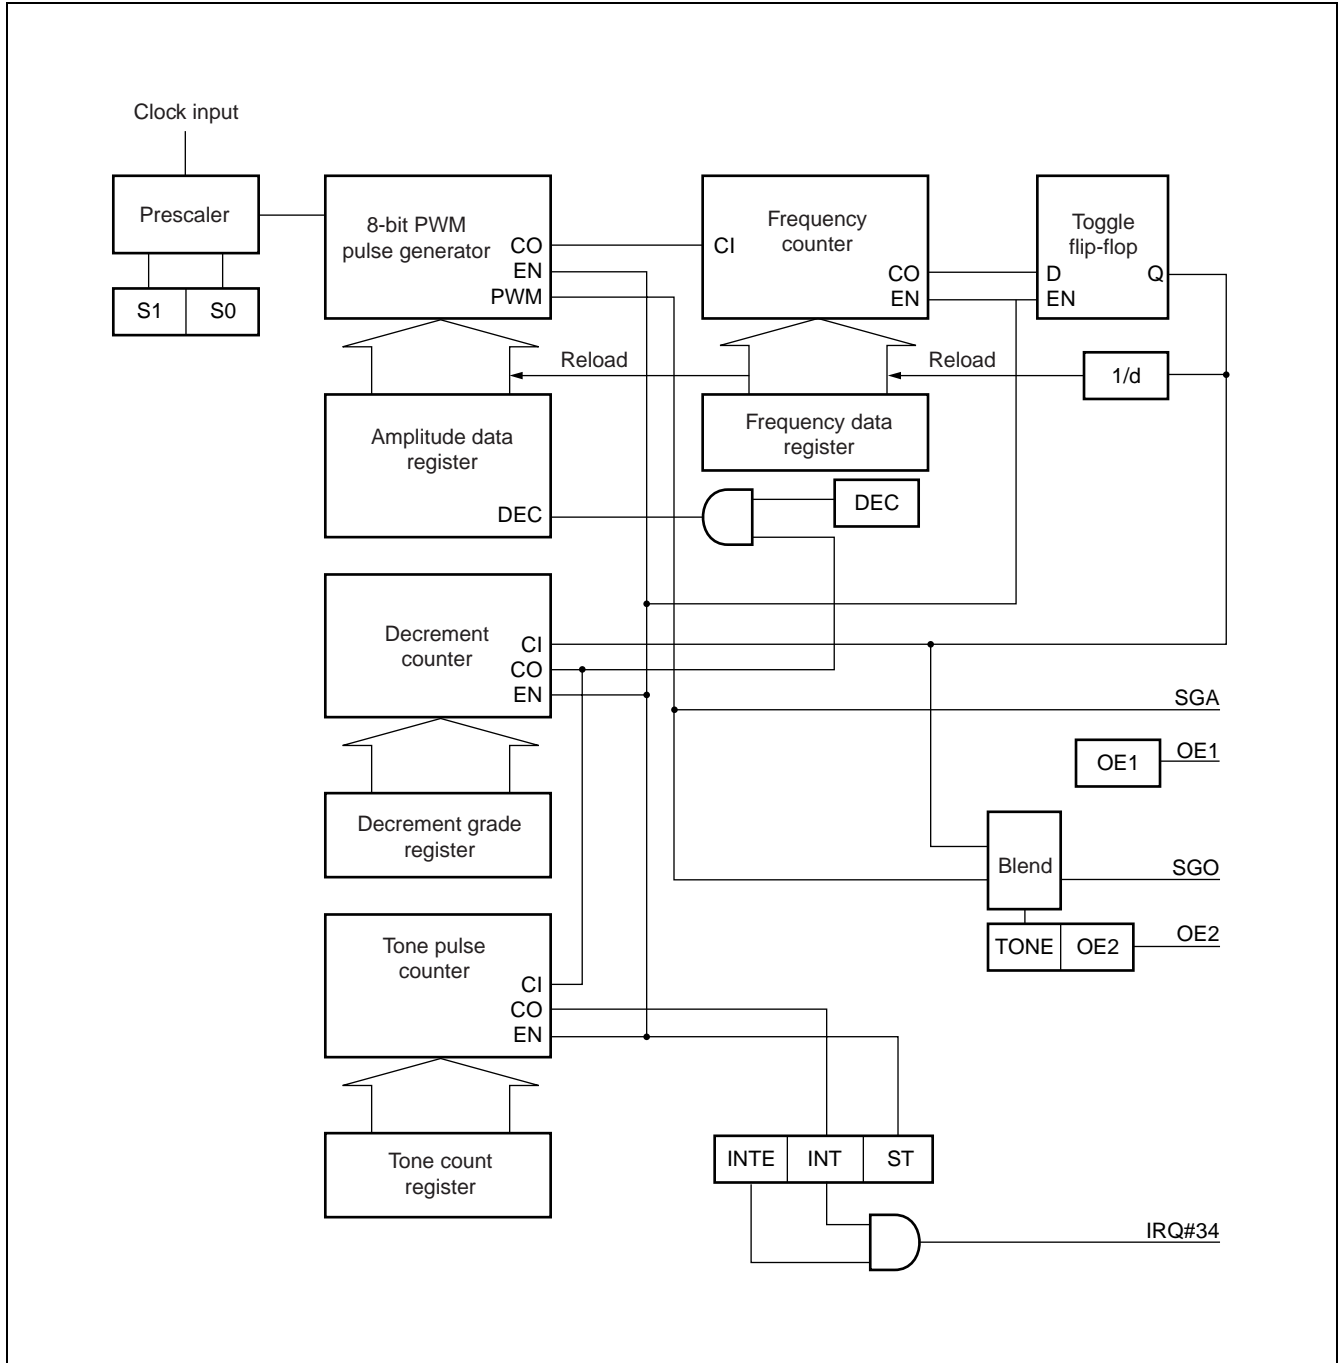 Clock input
Prescaler
S1
S0
8-bit PWM
pulse generator
CO
EN
PWM
Frequency
counter
CI
CO
EN
Toggle
flip-flop
D
EN
Q
Reload
Reload
1/d
Amplitude data
register
DEC
Frequency data
register
DEC
Decrement
counter
CI
CO
EN
SGA
OE1
OE1
Decrement grade
register
Blend
SGO
TONE
OE2
OE2
Tone pulse
counter
CI
CO
EN
Tone count
register
INTE
INT
ST
IRQ#34